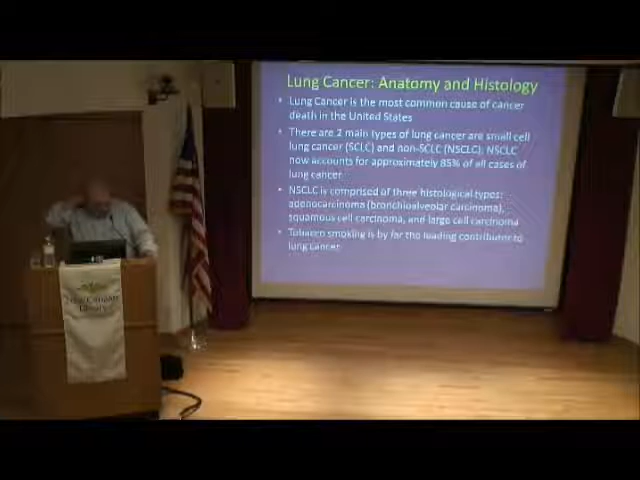 Lung Cancer: Anatomy and Histology
• Lung Cancer is the most common cause of cancer
death in the United States
• There are 2 main types of lung cancer are small cell
lung cancer (SCLC) and non-SCLC (NSCLC). NSCLC
now accounts for approximately 85% of all cases of
lung cancer
• NSCLC is comprised of three histological types:
adenocarcinoma (bronchioalveolar carcinoma),
squamous cell carcinoma, and large cell carcinoma
• Tobacco smoking is by far the leading contributor to
lung cancer
Library